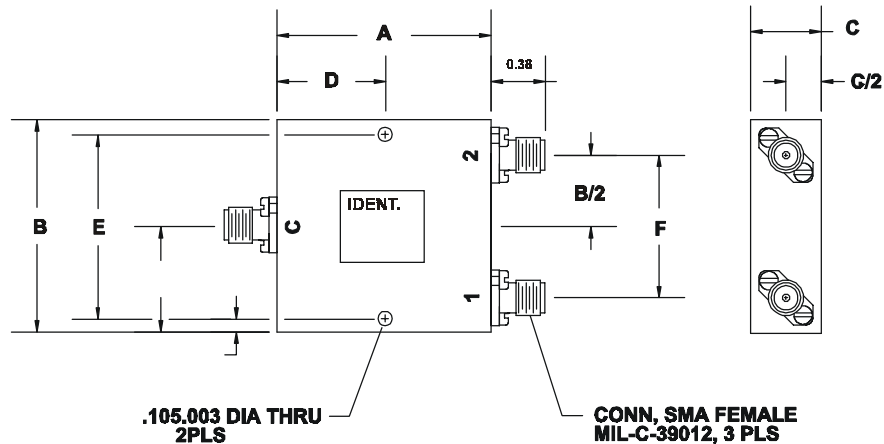 A
C
D
0.38
C/2
2
B/2
IDENT.
B
E
C
F
1
.105.003 DIA THRU
2PLS
CONN, SMA FEMALE
MIL-C-39012, 3 PLS